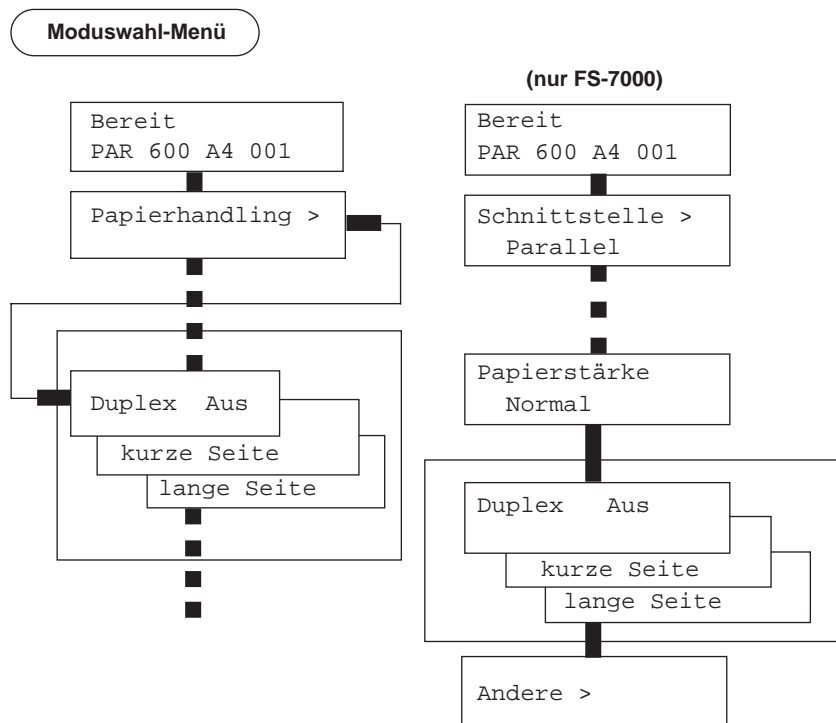 Moduswahl-Menü
Bereit
PAR 600 A4 001
Papierhandling >
Duplex Aus
kurze Seite
lange Seite
(nur FS-7000)
Bereit
PAR 600 A4 001
Schnittstelle >
Parallel
Papierstärke
Normal
Duplex Aus
kurze Seite
lange Seite
Andere >